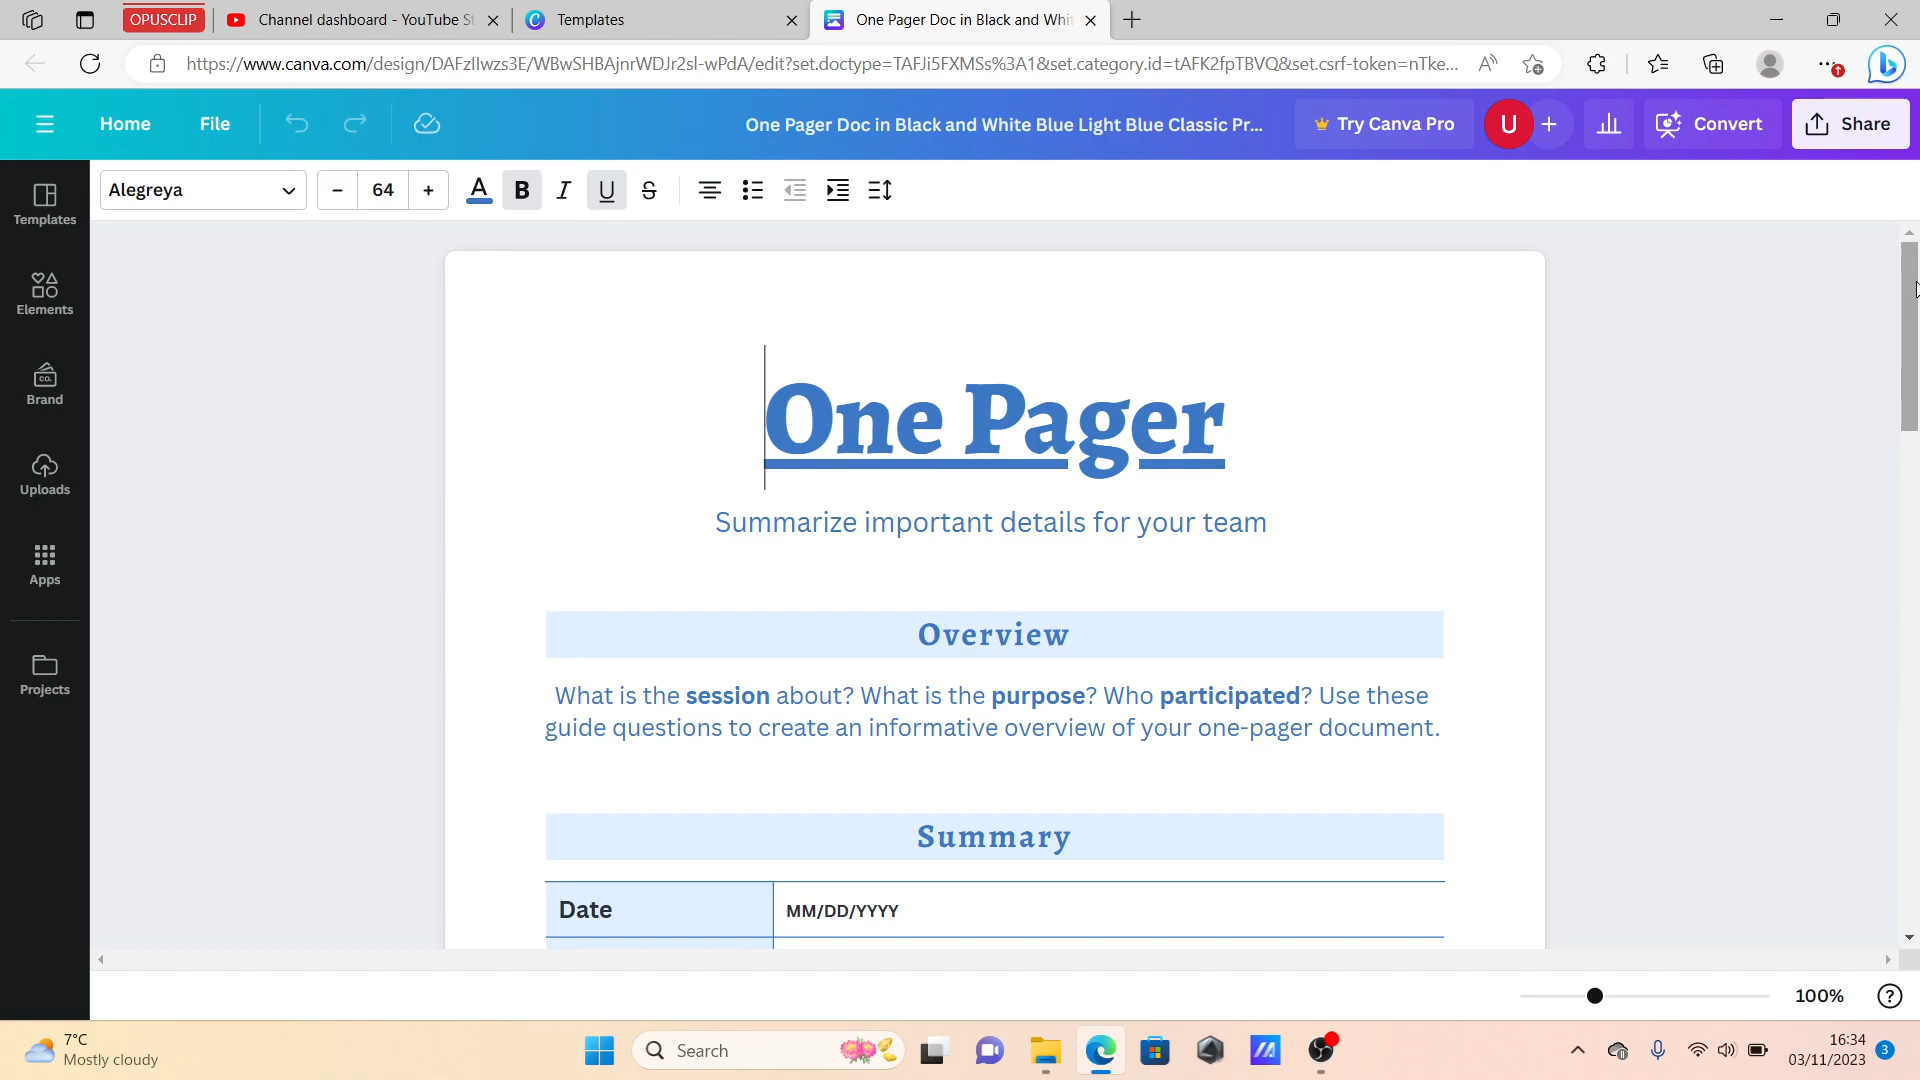 OPUSCLIP
Channel dashboard - YouTube St
Templates
One Pager Doc in Black and Whi
https://www.canva.com/design/DAFzIIwzs3E/WBwSHBAjnrWDJr2sl-wPdA/edit?set.doctype=TAFJi5FXMSs%3A1&set.category.id=tAFK2fpTBVQ&set.csrf-token=nTke...
Home
File
One Pager Doc in Black and White Blue Light Blue Classic Pr...
Try Canva Pro
U
Convert
Share
Alegreya
64
A
B
I
U
S
Templates
Elements
CO.
Brand
Uploads
Apps
Projects
One Pager
Summarize important details for your team
Overview
What is the session about? What is the purpose? Who participated? Use these
guide questions to create an informative overview of your one-pager document.
Summary
Date
MM/DD/YYYY
100%
7°C
Mostly cloudy
Search
16:34
03/11/2023
3